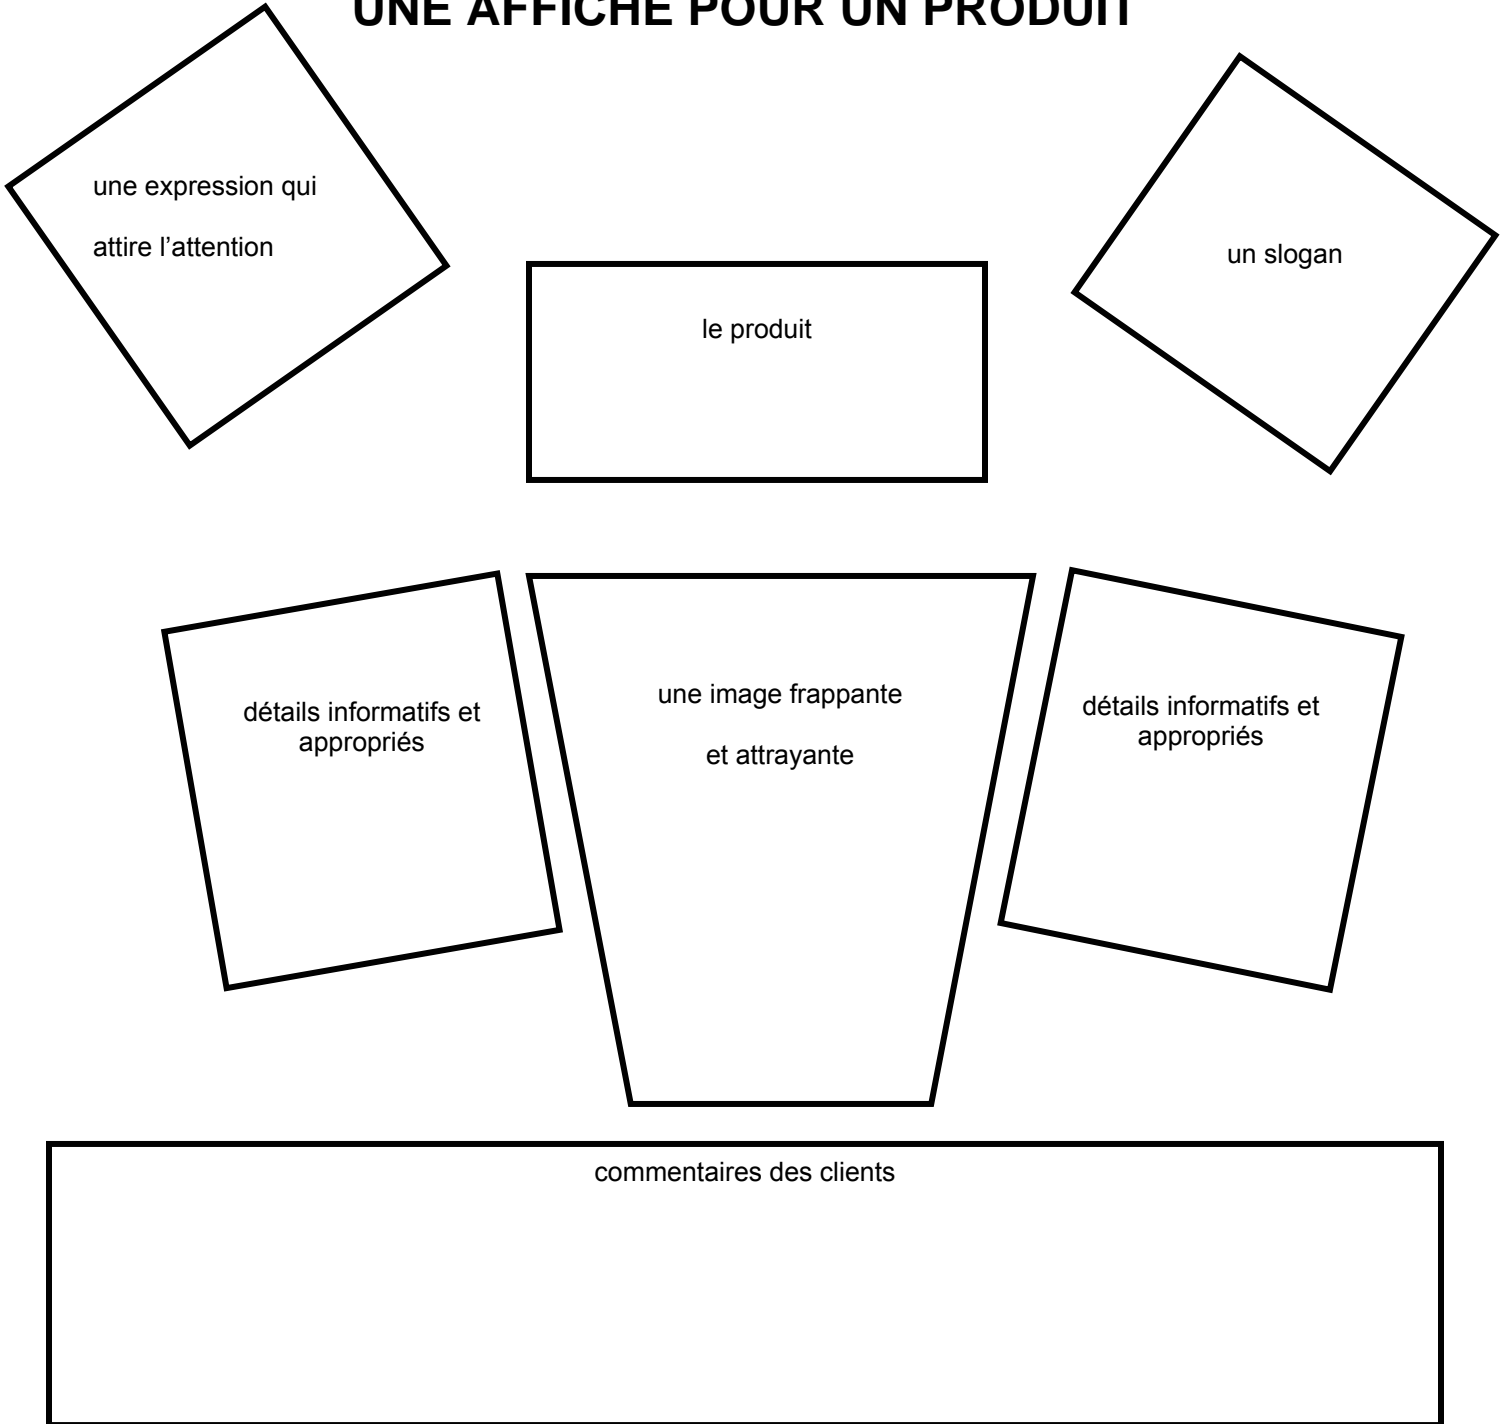 UNE AFFICHE POUR UN PRODUIT
une expression qui
attire l'attention
un slogan
le produit
détails informatifs et
appropriés
une image frappante
et attrayante
détails informatifs et
appropriés
commentaires des clients